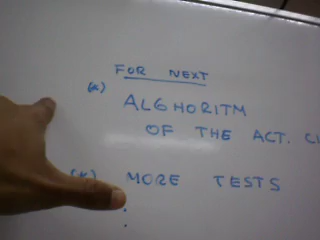 FOR NEXT
(*) ALGHORITM
OF THE ACT.
(*) MORE TESTS